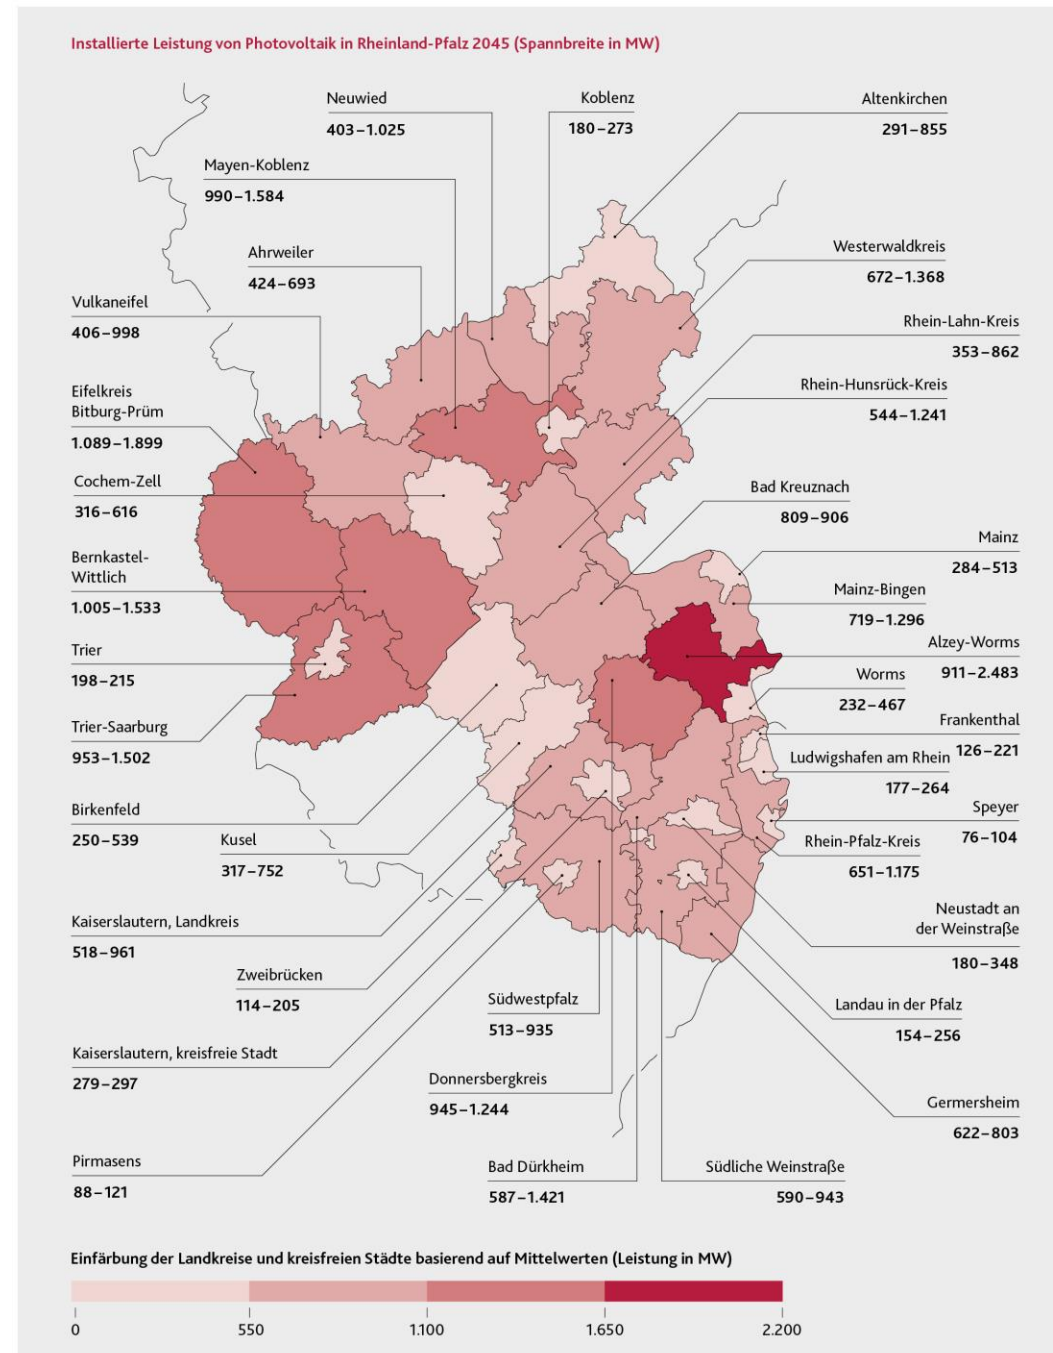 Installierte Leistung von Photovoltaik in Rheinland-Pfalz 2045 (Spannbreite in MW)
Neuwied
403–1.025
Koblenz
180–273
Altenkirchen
291–855
Mayen-Koblenz
990–1.584
Ahrweiler
424–693
Westerwaldkreis
672–1.368
Vulkaneifel
406–998
Rhein-Lahn-Kreis
353–862
Eifelkreis
Bitburg-Prüm
1.089–1.899
Rhein-Hunsrück-Kreis
544–1.241
Cochem-Zell
316–616
Bad Kreuznach
809–906
Bernkastel-
Wittlich
1.005–1.533
Mainz
284–513
Mainz-Bingen
719–1.296
Trier
198–215
Alzey-Worms
911–2.483
Worms
232–467
Trier-Saarburg
953–1.502
Frankenthal
126–221
Ludwigshafen am Rhein
177–264
Birkenfeld
250–539
Speyer
76–104
Kusel
317–752
Rhein-Pfalz-Kreis
651–1.175
Kaiserslautern, Landkreis
518–961
Neustadt an
der Weinstraße
180–348
Zweibrücken
114–205
Südwestpfalz
513–935
Landau in der Pfalz
154–256
Kaiserslautern, kreisfreie Stadt
279–297
Donnersbergkreis
945–1.244
Germersheim
622–803
Pirmasens
88–121
Bad Dürkheim
587–1.421
Südliche Weinstraße
590–943
Einfärbung der Landkreise und kreisfreien Städte basierend auf Mittelwerten (Leistung in MW)
0 550 1.100 1.650 2.200